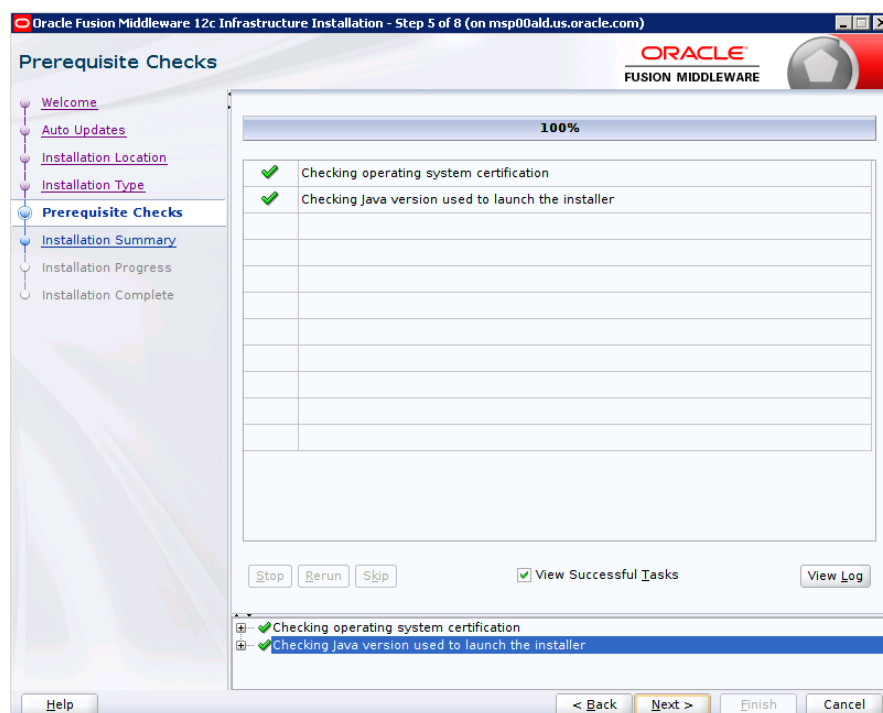 Oracle Fusion Middleware 12c Infrastructure Installation - Step 5 of 8 (on msp00ald.us.oracle.com)
Prerequisite Checks
ORACLE
FUSION MIDDLEWARE
Welcome
Auto Updates
Installation Location
Installation Type
Prerequisite Checks
Installation Summary
Installation Progress
Installation Complete
100%
Checking operating system certification
Checking Java version used to launch the installer
Stop Rerun Skip View Successful Tasks View Log
Checking operating system certification
Checking Java version used to launch the installer
Help < Back Next > Finish Cancel